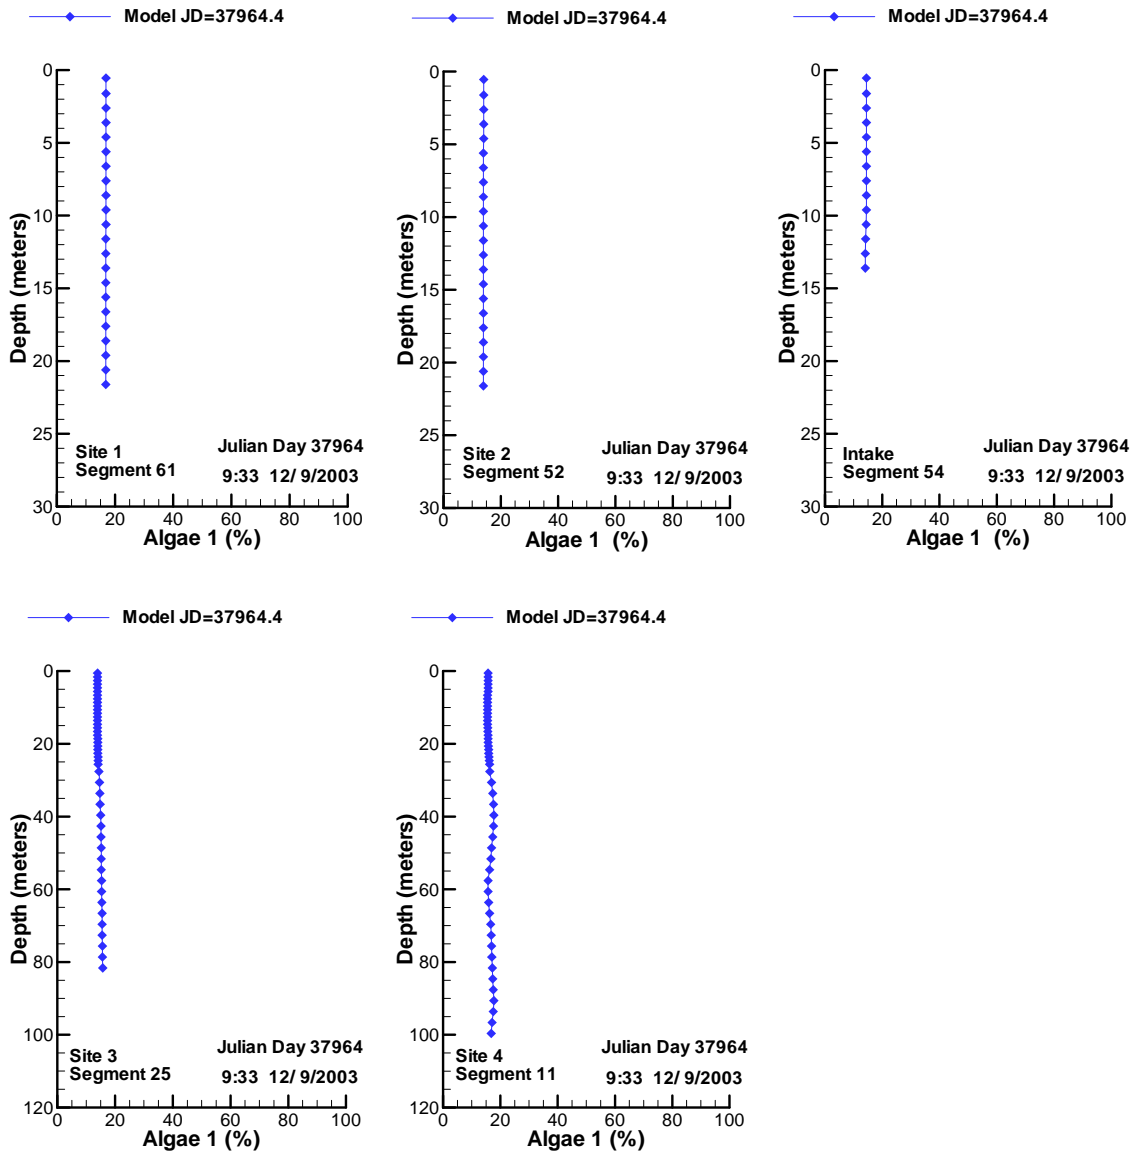 Model JD=37964.4
0
5
10
15
20
25
30
Depth (meters)
Site 1
Segment 61
Julian Day 37964
9:33 12/ 9/2003
0 20 40 60 80 100
Algae 1 (%)
Model JD=37964.4
0
5
10
15
20
25
30
Depth (meters)
Site 2
Segment 52
Julian Day 37964
9:33 12/ 9/2003
0 20 40 60 80 100
Algae 1 (%)
Model JD=37964.4
0
5
10
15
20
25
30
Depth (meters)
Intake
Segment 54
Julian Day 37964
9:33 12/ 9/2003
0 20 40 60 80 100
Algae 1 (%)
Model JD=37964.4
0
20
40
60
80
100
120
Depth (meters)
Site 3
Segment 25
Julian Day 37964
9:33 12/ 9/2003
0 20 40 60 80 100
Algae 1 (%)
Model JD=37964.4
0
20
40
60
80
100
120
Depth (meters)
Site 4
Segment 11
Julian Day 37964
9:33 12/ 9/2003
0 20 40 60 80 100
Algae 1 (%)